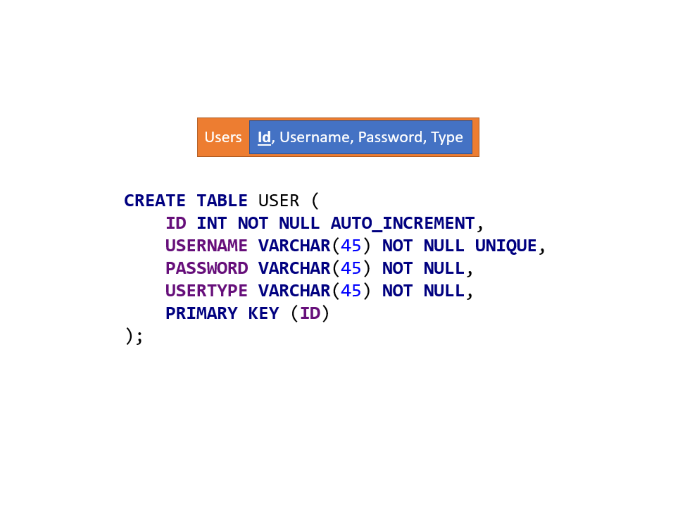 Users Id, Username, Password, Type
CREATE TABLE USER (
ID INT NOT NULL AUTO_INCREMENT,
USERNAME VARCHAR(45) NOT NULL UNIQUE,
PASSWORD VARCHAR(45) NOT NULL,
USERTYPE VARCHAR(45) NOT NULL,
PRIMARY KEY (ID)
);